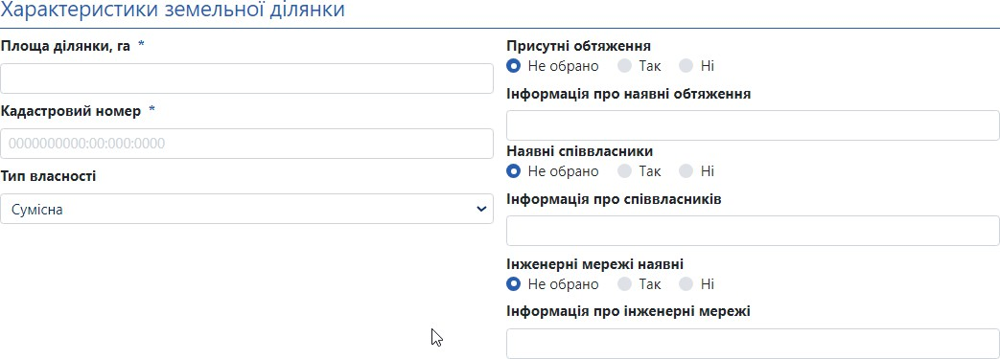 Характеристики земельної ділянки
Площа ділянки, га *
Кадастровий номер *
0000000000:00:000:0000
Тип власності
Сумісна
Присутні обтяження
Не обрано Так Ні
Інформація про наявні обтяження
Наявні співвласники
Не обрано Так Ні
Інформація про співвласників
Інженерні мережі наявні
Не обрано Так Ні
Інформація про інженерні мережі